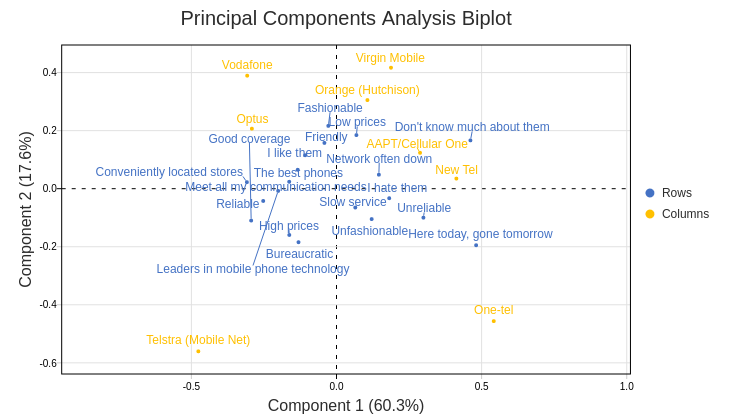 Principal Components Analysis Biplot
Component 2 (17.6%)
0.4
0.2
0.0
-0.2
-0.4
-0.6
Vodafone
Virgin Mobile
Orange (Hutchison)
Fashionable
Optus
Low prices
Don't know much about them
Good coverage
Friendly
AAPT/Cellular One
I like them
Network often down
Conveniently located stores
The best phones
New Tel
Meet all my communication needs
I hate them
Reliable
Slow service
Unreliable
High prices
Unfashionable
Here today, gone tomorrow
Bureaucratic
Leaders in mobile phone technology
One-tel
Telstra (Mobile Net)
-0.5
0.0
0.5
1.0
Component 1 (60.3%)
Rows
Columns